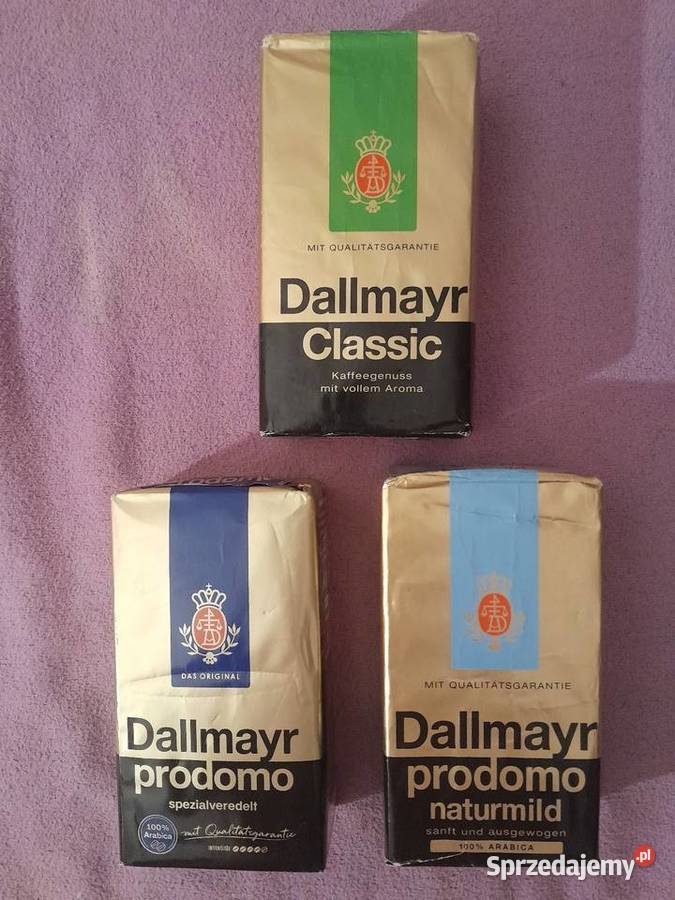 MIT QUALITÄTSGARANTIE
Dallmayr
Classic
Kaffeegenuss
mit vollem Aroma
DAS ORIGINAL
Dallmayr
prodomo
spezialveredelt
100%
Arabica
mit Qualitätsgarantie
INTENSITÄT
MIT QUALITÄTSGARANTIE
Dallmayr
prodomo
naturmild
sanft und ausgewogen
100% ARABICA
Sprzedajemy.pl